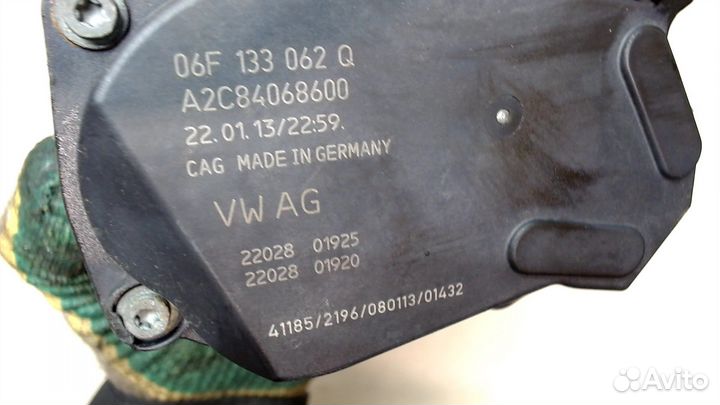 06F 133 062 Q
A2C84068600
22.01.13/22:59.
CAG MADE IN GERMANY
VW AG
22028 01925
22028 01920
41185/2196/080113/01432
Avito